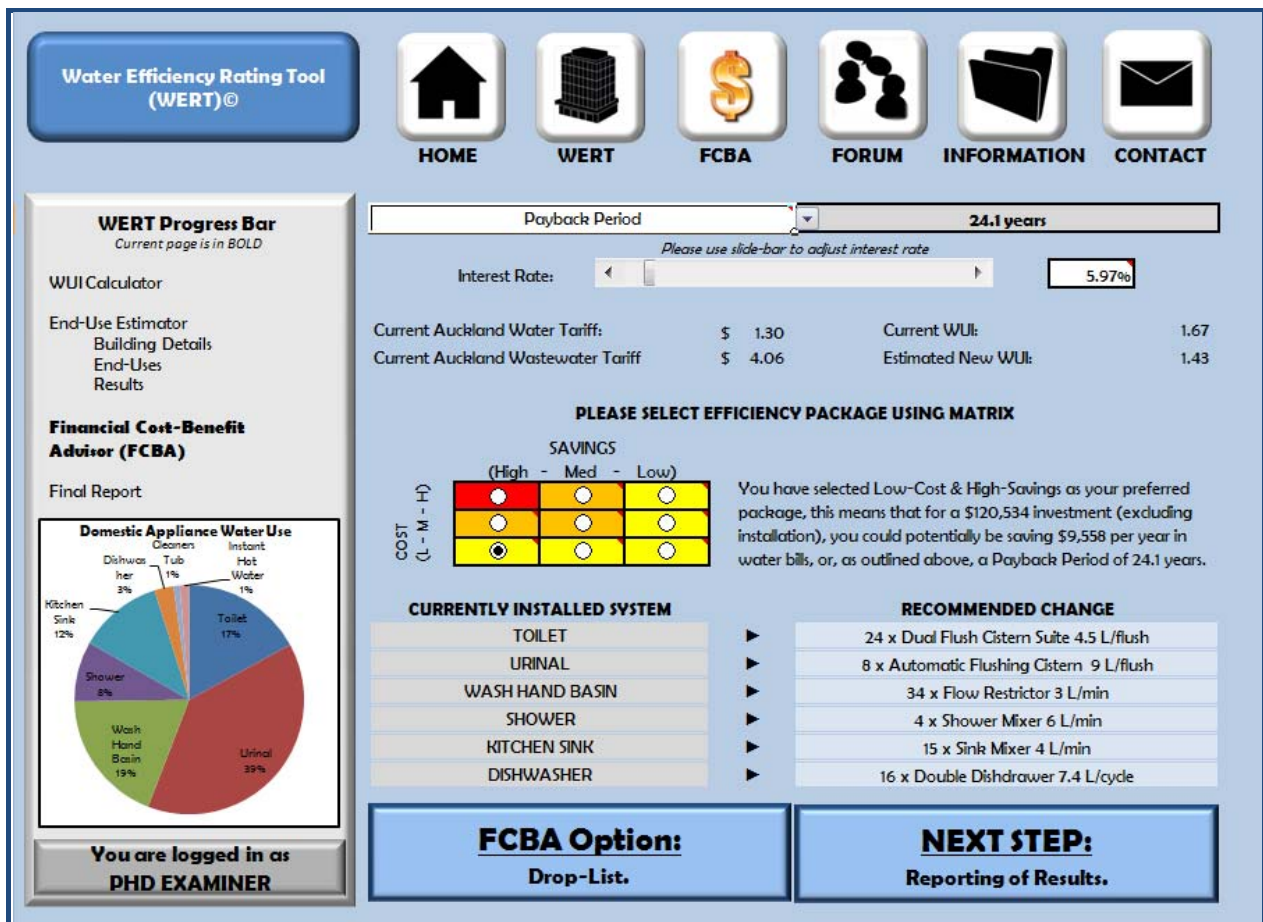 Water Efficiency Rating Tool
(WERT)©
HOME
WERT
FCBA
FORUM
INFORMATION
CONTACT
WERT Progress Bar
Current page is in BOLD
WUI Calculator
End-Use Estimator
Building Details
End-Uses
Results
Financial Cost-Benefit
Advisor (FCBA)
Final Report
Domestic Appliance Water Use
Cleaners
Tub
1%
Instant
Hot
Water
1%
Dishwas
her
3%
Kitchen
Sink
12%
Toilet
17%
Shower
8%
Wash
Hand
Basin
19%
Urinal
39%
You are logged in as
PHD EXAMINER
Payback Period
24.1 years
Please use slide-bar to adjust interest rate
Interest Rate:
5.97%
Current Auckland Water Tariff: $ 1.30
Current WUI: 1.67
Current Auckland Wastewater Tariff $ 4.06
Estimated New WUI: 1.43
PLEASE SELECT EFFICIENCY PACKAGE USING MATRIX
SAVINGS
(High - Med - Low)
COST
(L - M - H)
You have selected Low-Cost & High-Savings as your preferred
package, this means that for a $120,534 investment (excluding
installation), you could potentially be saving $9,558 per year in
water bills, or, as outlined above, a Payback Period of 24.1 years.
CURRENTLY INSTALLED SYSTEM
RECOMMENDED CHANGE
TOILET ► 24 x Dual Flush Cistern Suite 4.5 L/flush
URINAL ► 8 x Automatic Flushing Cistern 9 L/flush
WASH HAND BASIN ► 34 x Flow Restrictor 3 L/min
SHOWER ► 4 x Shower Mixer 6 L/min
KITCHEN SINK ► 15 x Sink Mixer 4 L/min
DISHWASHER ► 16 x Double Dishdrawer 7.4 L/cycle
FCBA Option:
Drop-List.
NEXT STEP:
Reporting of Results.